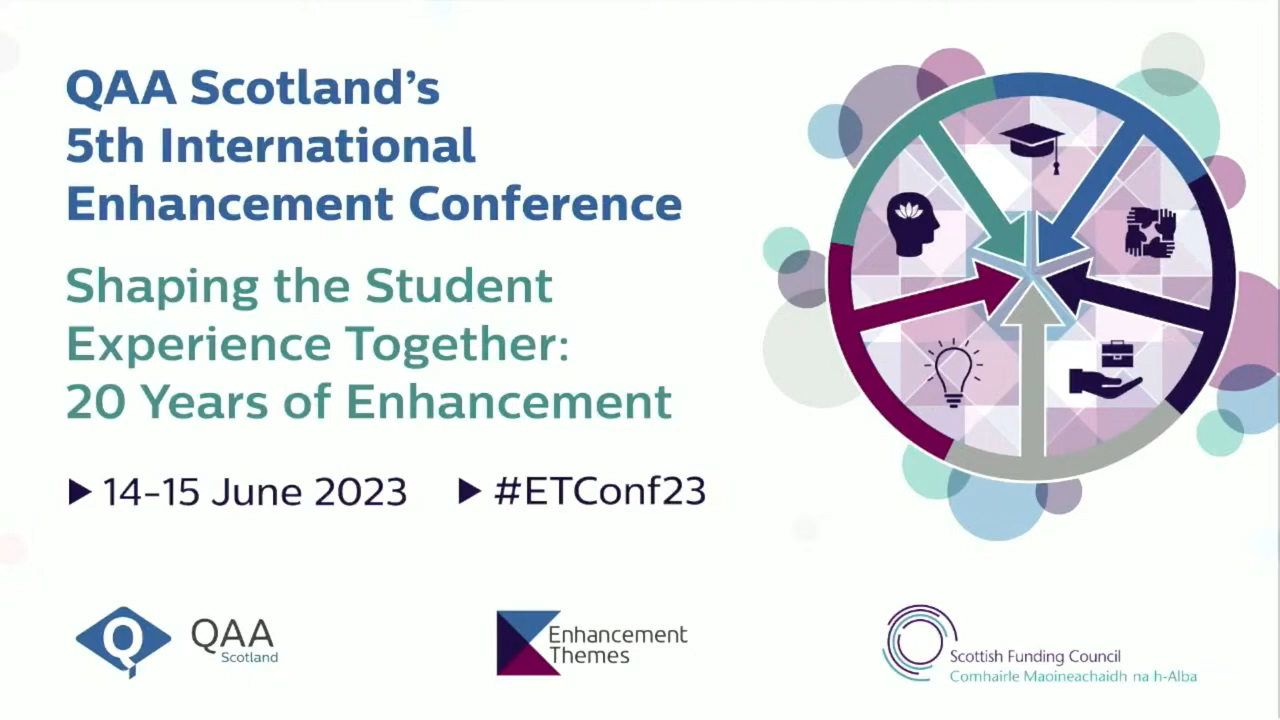 QAA Scotland’s
5th International
Enhancement Conference
Shaping the Student
Experience Together:
20 Years of Enhancement
14-15 June 2023
#ETConf23
QAA
Scotland
Enhancement
Themes
Scottish Funding Council
Comhairle Maoineachaidh na h-Alba